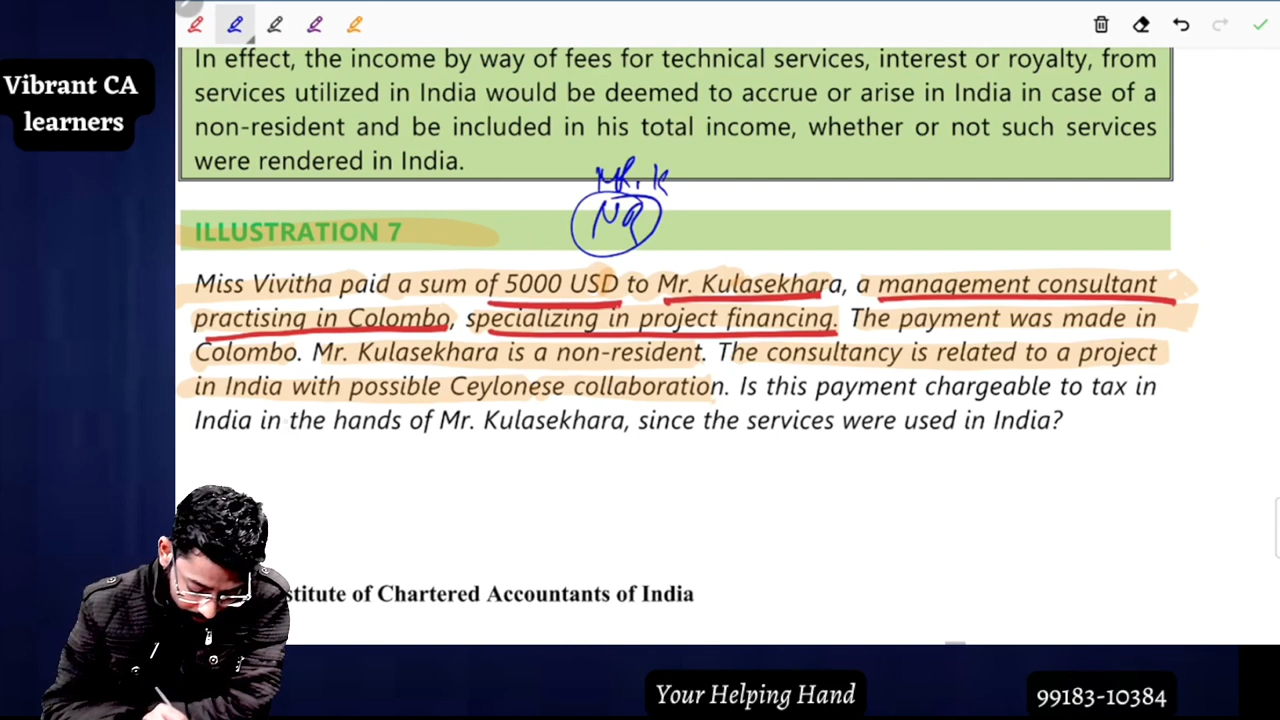 Vibrant CA
learners
In effect, the income by way of fees for technical services, interest or royalty, from
services utilized in India would be deemed to accrue or arise in India in case of a
non-resident and be included in his total income, whether or not such services
were rendered in India.
MR. K
NR
ILLUSTRATION 7
Miss Vivitha paid a sum of 5000 USD to Mr. Kulasekhara, a management consultant
practising in Colombo, specializing in project financing. The payment was made in
Colombo. Mr. Kulasekhara is a non-resident. The consultancy is related to a project
in India with possible Ceylonese collaboration. Is this payment chargeable to tax in
India in the hands of Mr. Kulasekhara, since the services were used in India?
stitute of Chartered Accountants of India
Your Helping Hand
99183-10384